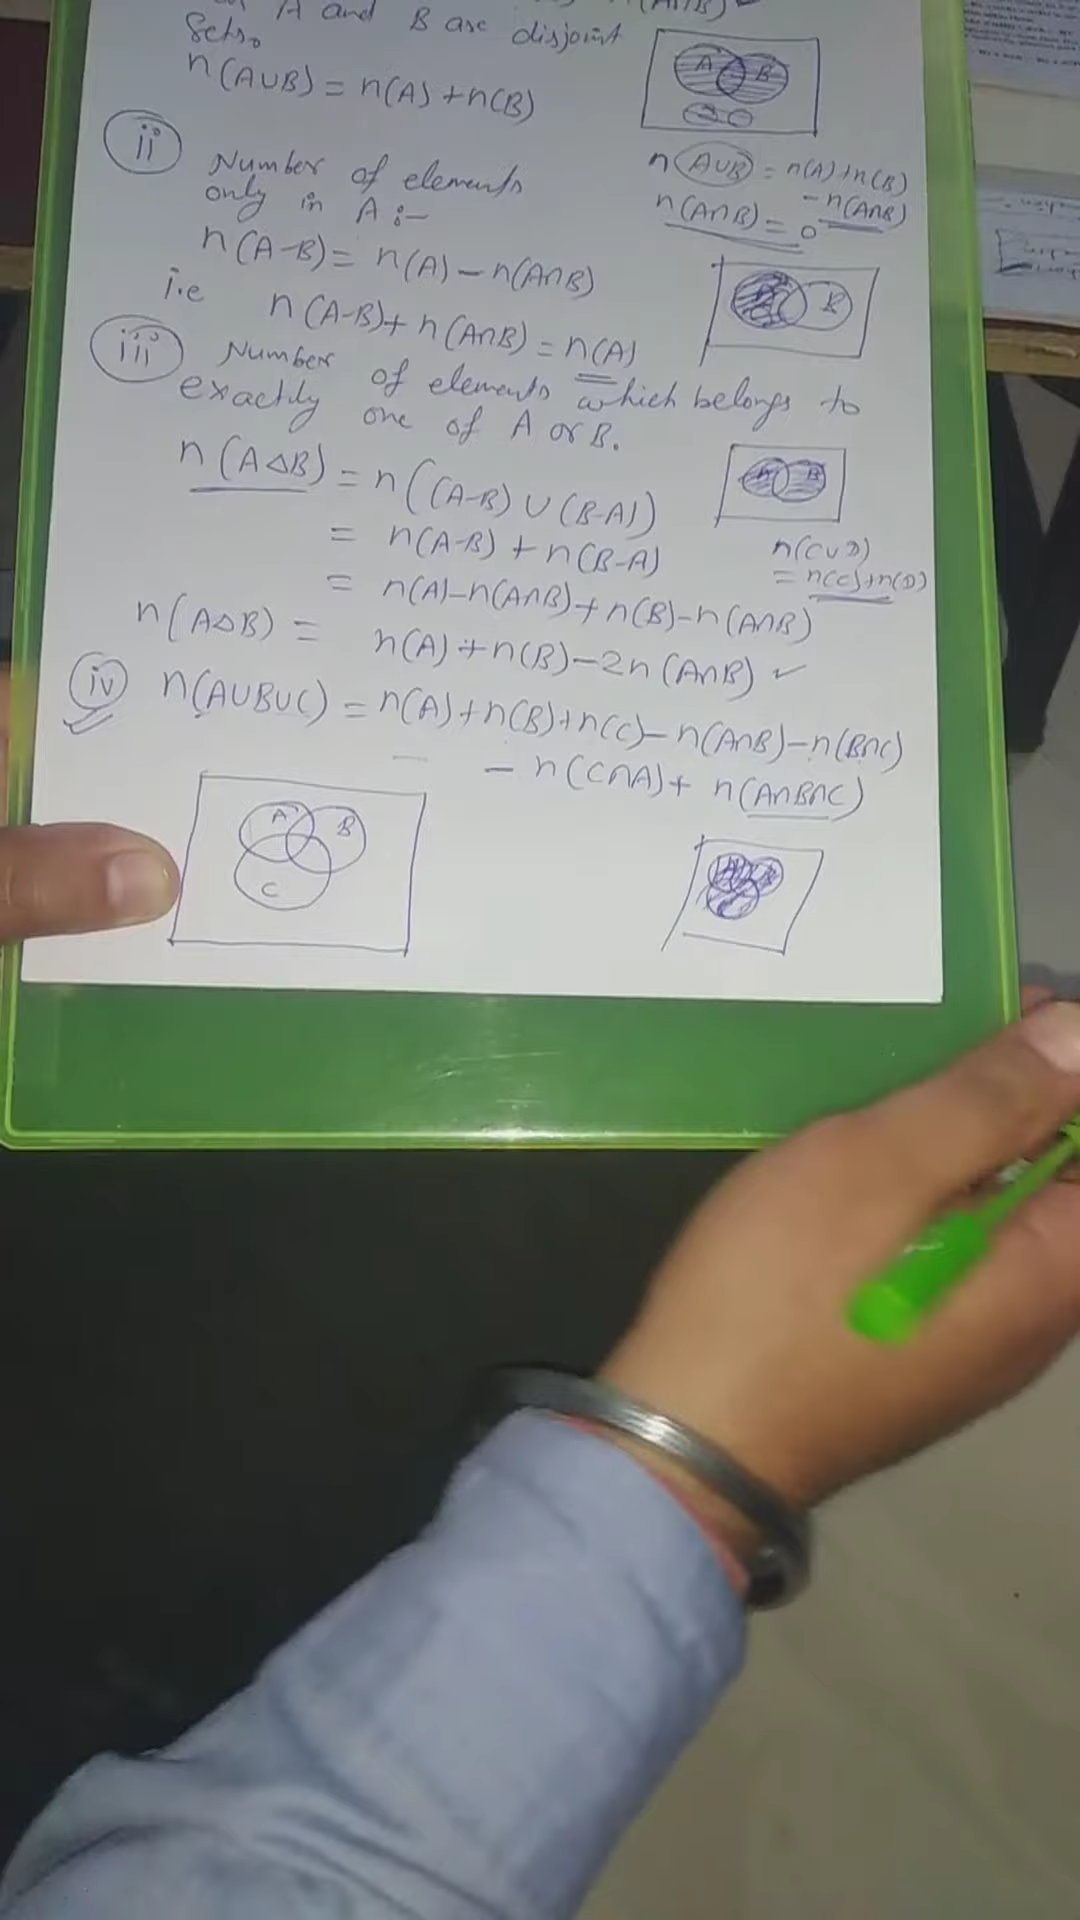 A and B are disjoint
Sets.
n(A∪B) = n(A) + n(B)
A B
n(A∪B) = n(A)+n(B)
- n(A∩B)
n(A∩B) = 0
ii Number of elements
only in A :-
n(A-B) = n(A) - n(A∩B)
i.e n(A-B) + n(A∩B) = n(A)
B
iii Number of elements which belongs to
exactly one of A or B.
n(A△B) = n((A-B) ∪ (B-A))
= n(A-B) + n(B-A)
= n(A)-n(A∩B)+n(B)-n(A∩B)
n(A△B) = n(A)+n(B)-2n(A∩B) ✓
A B
n(C∪D)
= n(C)+n(D)
iv n(A∪B∪C) = n(A)+n(B)+n(C)-n(A∩B)-n(B∩C)
- n(C∩A) + n(A∩B∩C)
A B
C